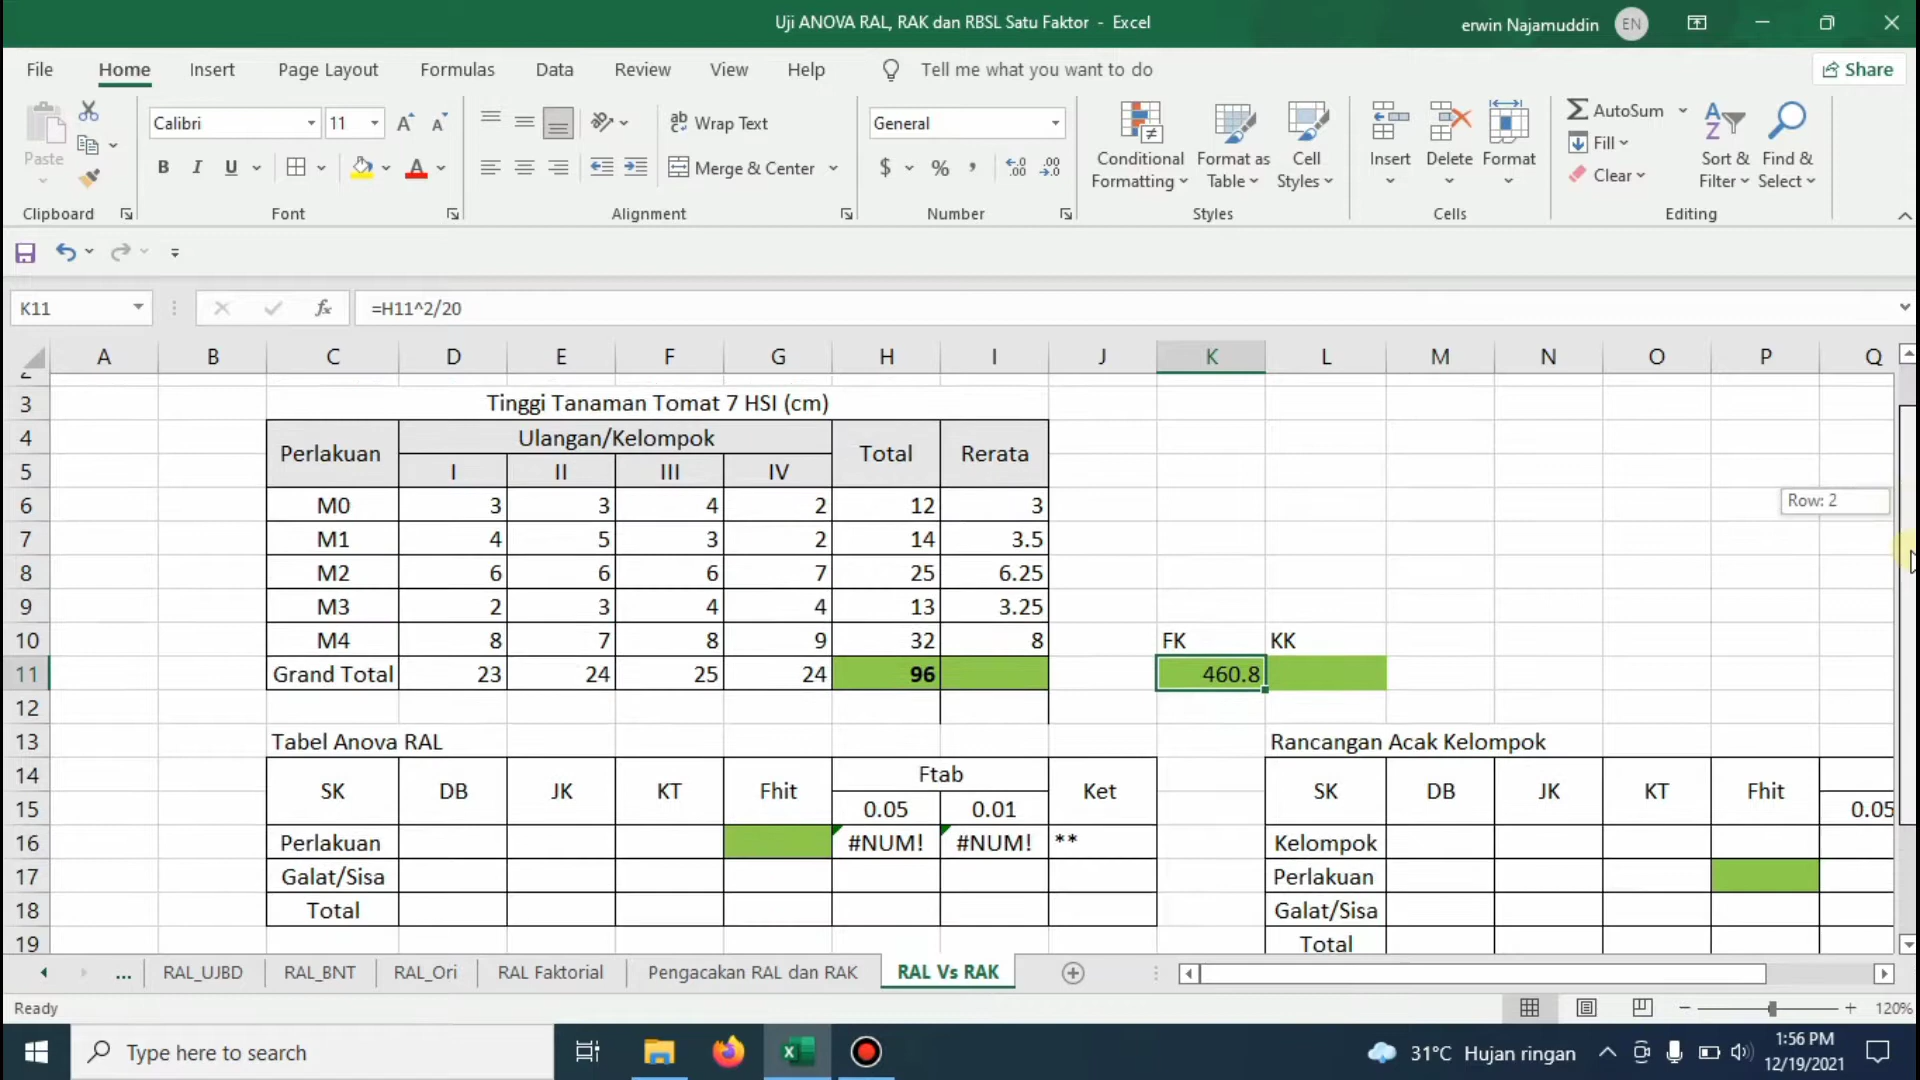 Uji ANOVA RAL, RAK dan RBSL Satu Faktor - Excel
erwin Najamuddin EN
File Home Insert Page Layout Formulas Data Review View Help Tell me what you want to do Share
Paste
Calibri 11
B I U A
Wrap Text
Merge & Center
General
$ % ,
Conditional Formatting
Format as Table
Cell Styles
Insert Delete Format
AutoSum
Fill
Clear
Sort & Filter
Find & Select
Clipboard Font Alignment Number Styles Cells Editing
K11 fx =H11^2/20
A B C D E F G H I J K L M N O P Q
3 Tinggi Tanaman Tomat 7 HSI (cm)
4 Perlakuan Ulangan/Kelompok Total Rerata
5 I II III IV
6 M0 3 3 4 2 12 3
Row: 2
7 M1 4 5 3 2 14 3.5
8 M2 6 6 6 7 25 6.25
9 M3 2 3 4 4 13 3.25
10 M4 8 7 8 9 32 8 FK KK
11 Grand Total 23 24 25 24 96 460.8
12
13 Tabel Anova RAL Rancangan Acak Kelompok
14 SK DB JK KT Fhit Ftab Ket SK DB JK KT Fhit
15 0.05 0.01 0.05
16 Perlakuan #NUM! #NUM! ** Kelompok
17 Galat/Sisa Perlakuan
18 Total Galat/Sisa
19 Total
... RAL_UJBD RAL_BNT RAL_Ori RAL Faktorial Pengacakan RAL dan RAK RAL Vs RAK
Ready 120%
Type here to search
31°C Hujan ringan
1:56 PM
12/19/2021